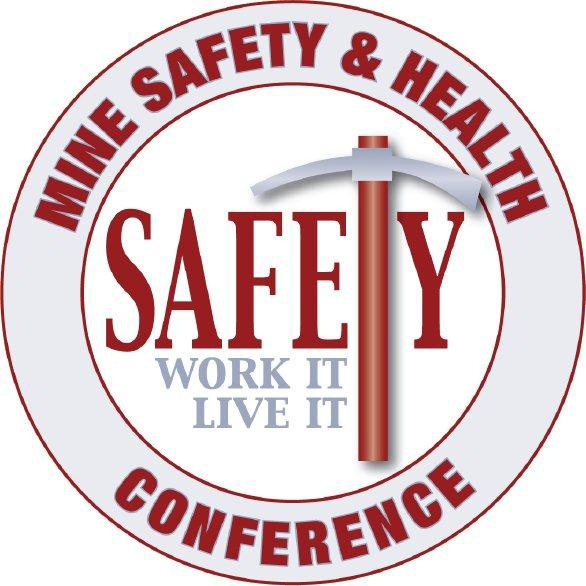 MINE SAFETY & HEALTH
SAFETY
WORK IT
LIVE IT
CONFERENCE